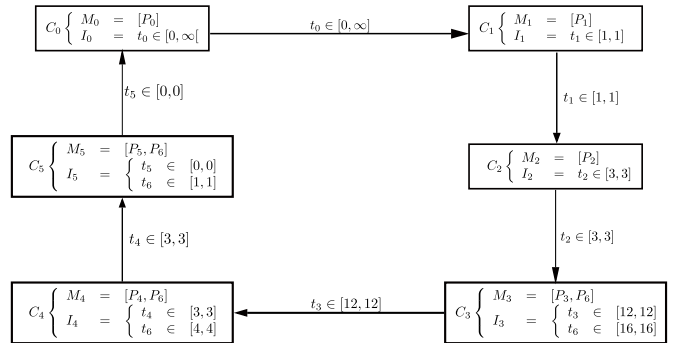 C₀ { M₀ = [P₀]
I₀ = t₀ ∈ [0, ∞[
t₀ ∈ [0, ∞]
C₁ { M₁ = [P₁]
I₁ = t₁ ∈ [1, 1]
t₅ ∈ [0, 0]
t₁ ∈ [1, 1]
C₅ { M₅ = [P₅, P₆]
I₅ = { t₅ ∈ [0, 0]
t₆ ∈ [1, 1]
C₂ { M₂ = [P₂]
I₂ = t₂ ∈ [3, 3]
t₄ ∈ [3, 3]
t₂ ∈ [3, 3]
C₄ { M₄ = [P₄, P₆]
I₄ = { t₄ ∈ [3, 3]
t₆ ∈ [4, 4]
t₃ ∈ [12, 12]
C₃ { M₃ = [P₃, P₆]
I₃ = { t₃ ∈ [12, 12]
t₆ ∈ [16, 16]